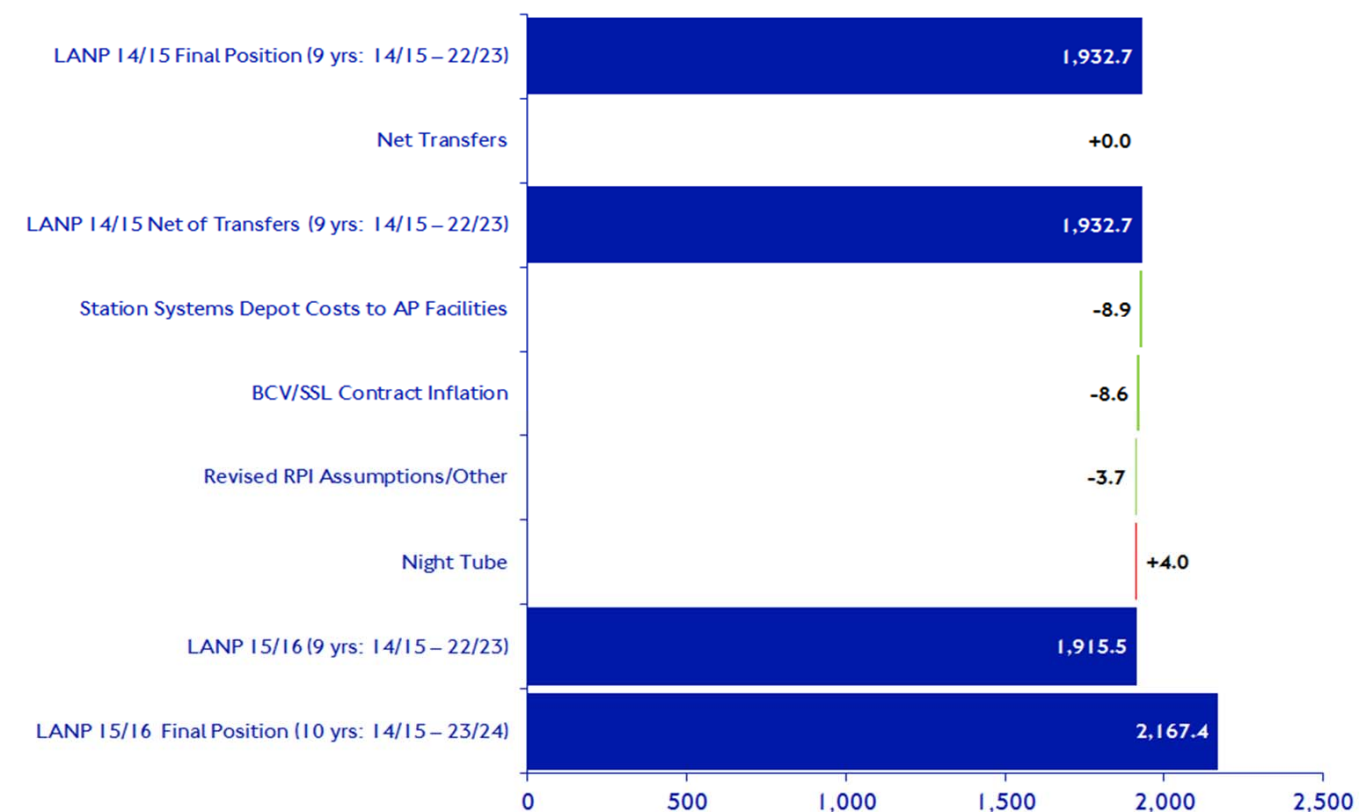 LANP 14/15 Final Position (9 yrs: 14/15 – 22/23)
1,932.7
Net Transfers
+0.0
LANP 14/15 Net of Transfers (9 yrs: 14/15 – 22/23)
1,932.7
Station Systems Depot Costs to AP Facilities
-8.9
BCV/SSL Contract Inflation
-8.6
Revised RPI Assumptions/Other
-3.7
Night Tube
+4.0
LANP 15/16 (9 yrs: 14/15 – 22/23)
1,915.5
LANP 15/16 Final Position (10 yrs: 14/15 – 23/24)
2,167.4
0 500 1,000 1,500 2,000 2,500